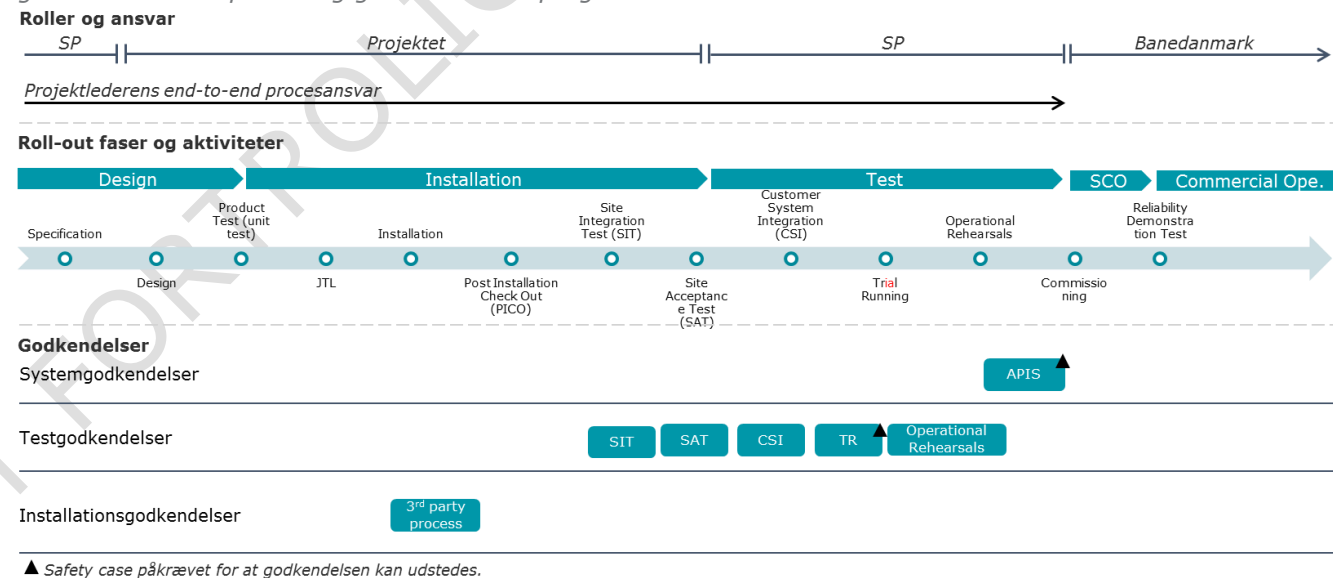 Roller og ansvar
SP
Projektet
SP
Banedanmark
Projektlederens end-to-end procesansvar
Roll-out faser og aktiviteter
Design
Installation
Test
SCO
Commercial Ope.
Specification
Product
Test (unit
test)
Installation
Site
Integration
Test (SIT)
Customer
System
Integration
(CSI)
Operational
Rehearsals
Reliability
Demonstra
tion Test
Design
JTL
Post Installation
Check Out
(PICO)
Site
Acceptanc
e Test
(SAT)
Trial
Running
Commissio
ning
Godkendelser
Systemgodkendelser
APIS
Testgodkendelser
SIT
SAT
CSI
TR
Operational
Rehearsals
Installationsgodkendelser
3rd party
process
▲ Safety case påkrævet for at godkendelsen kan udstedes.